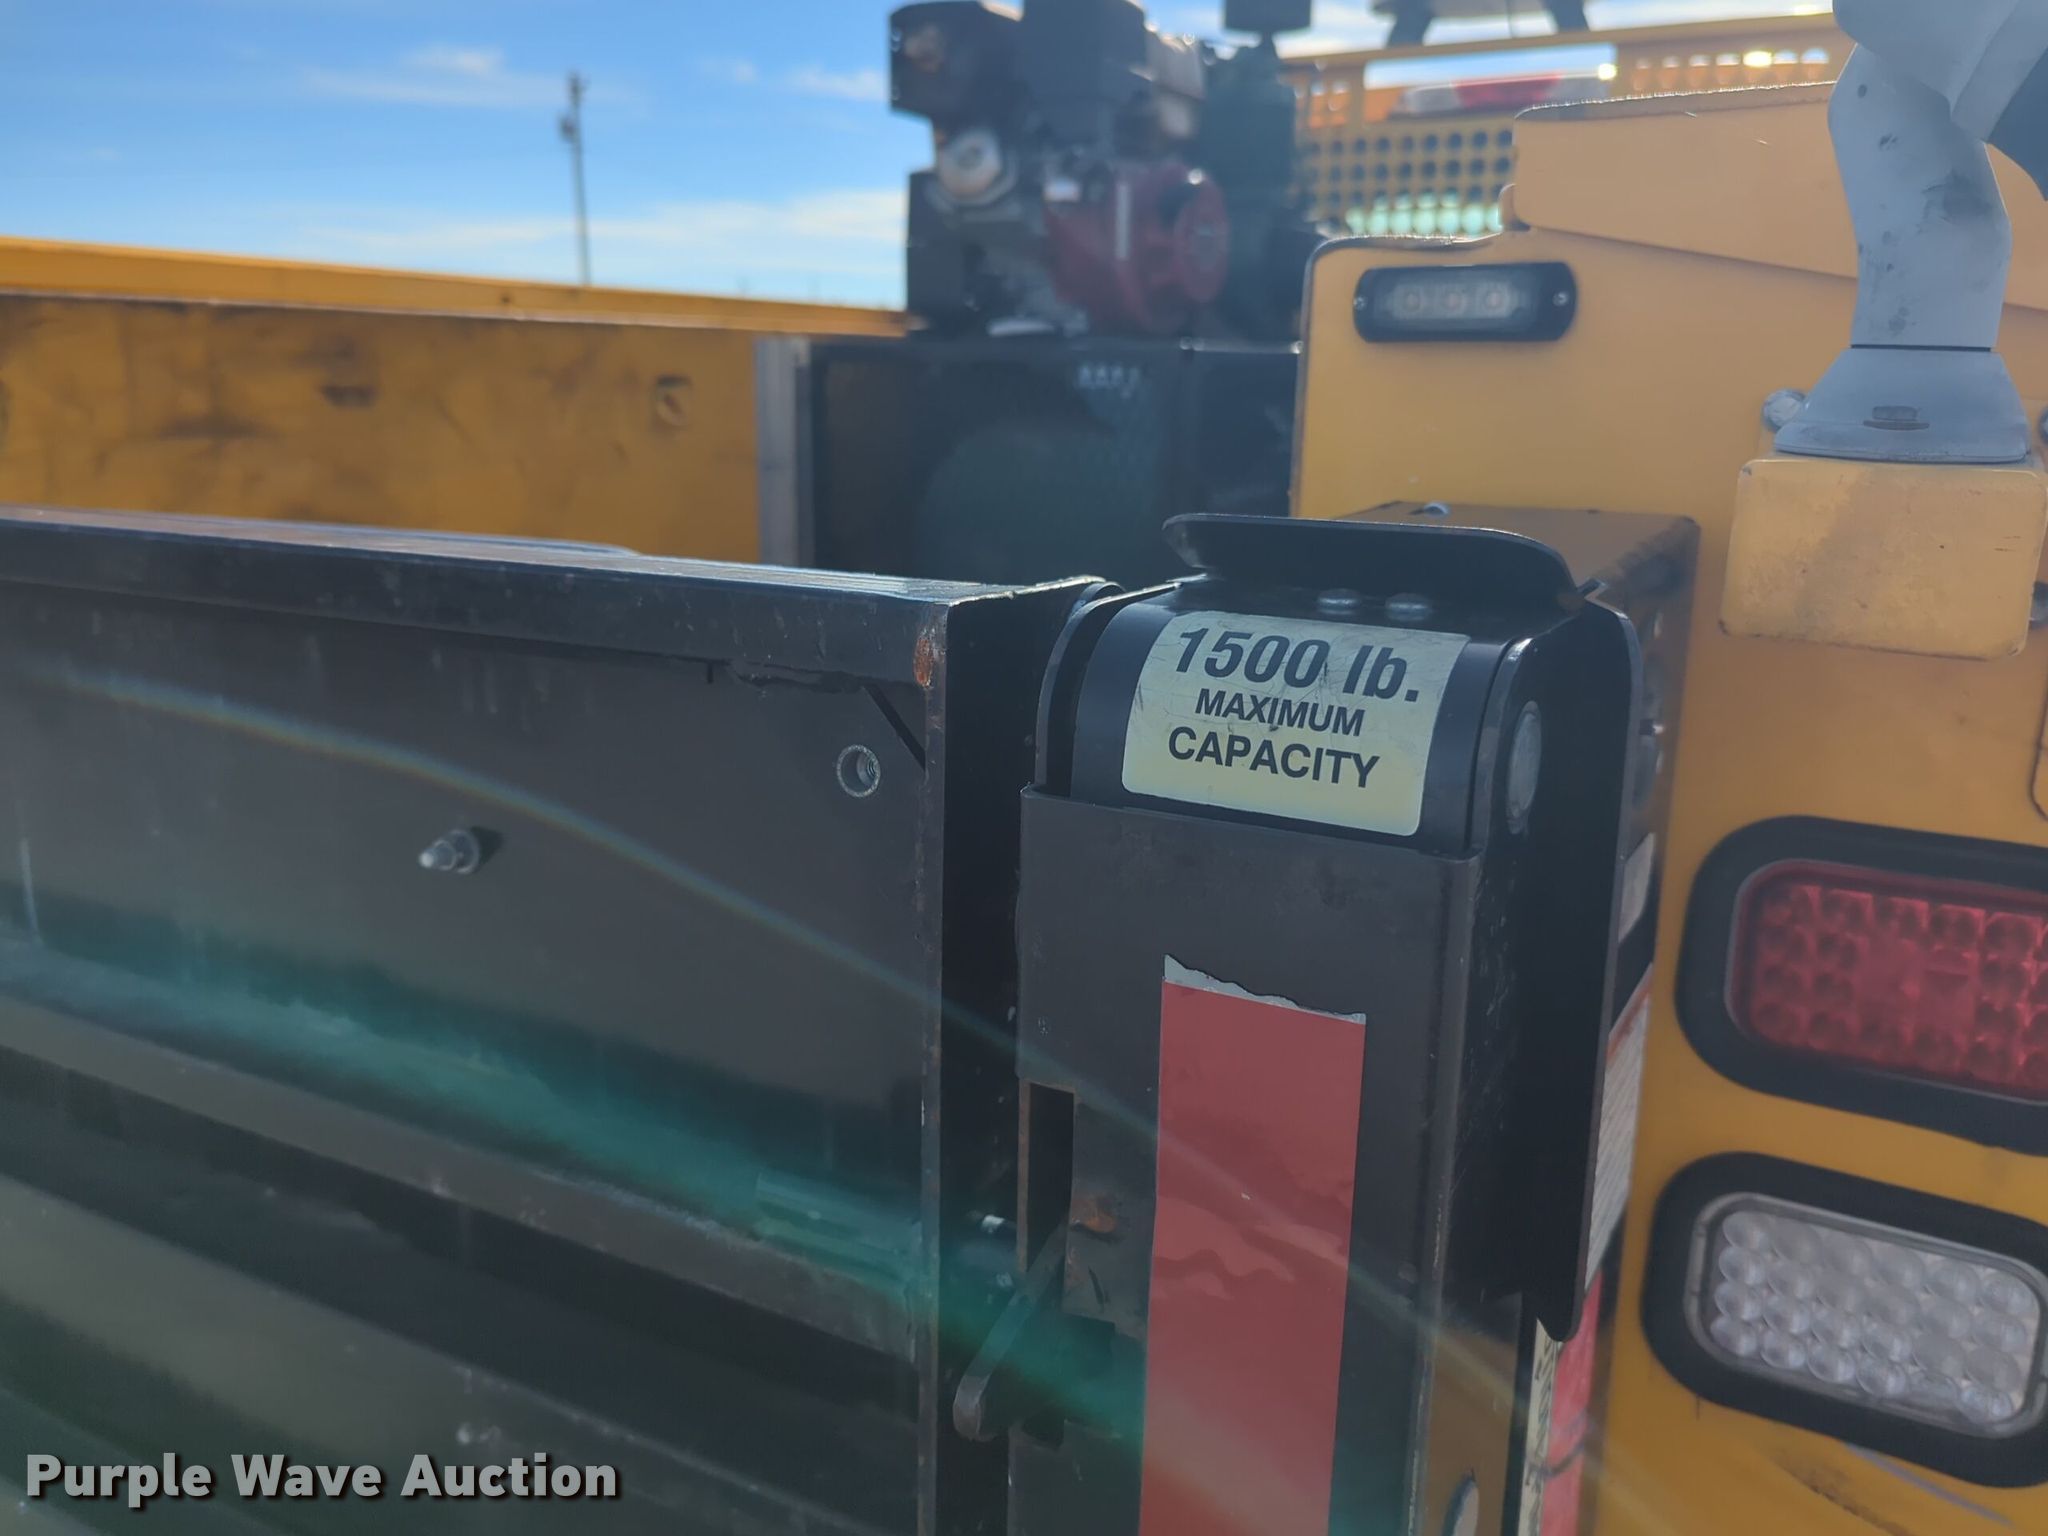 1500 lb.
MAXIMUM
CAPACITY
Purple Wave Auction